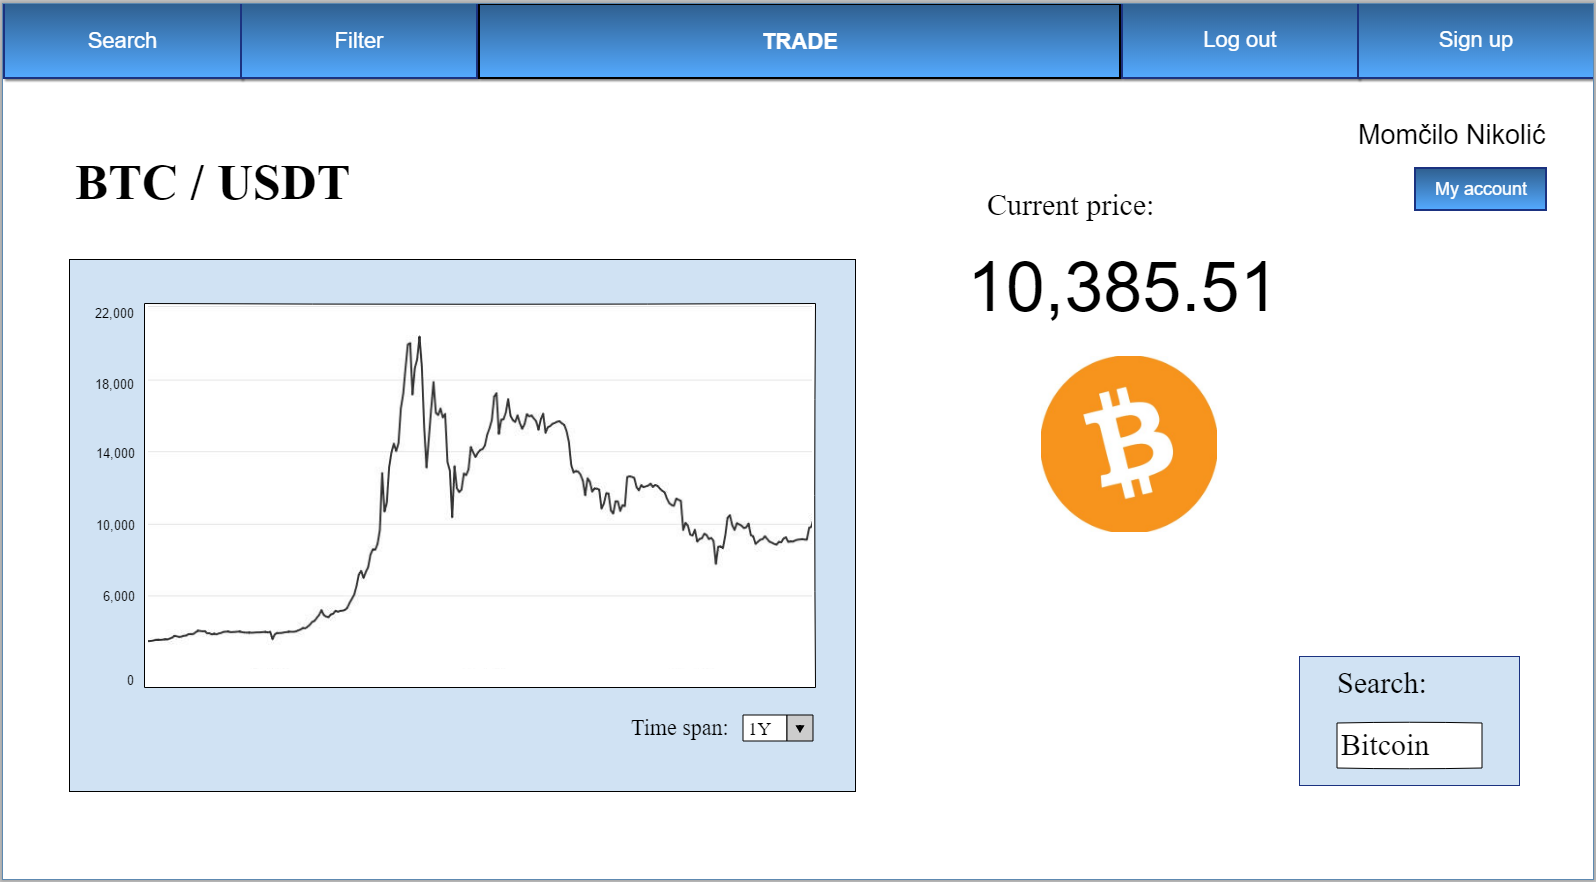 Search
Filter
TRADE
Log out
Sign up
Momčilo Nikolić
My account
BTC / USDT
Current price:
10,385.51
22,000
18,000
14,000
10,000
6,000
0
Time span:
1Y
Search:
Bitcoin